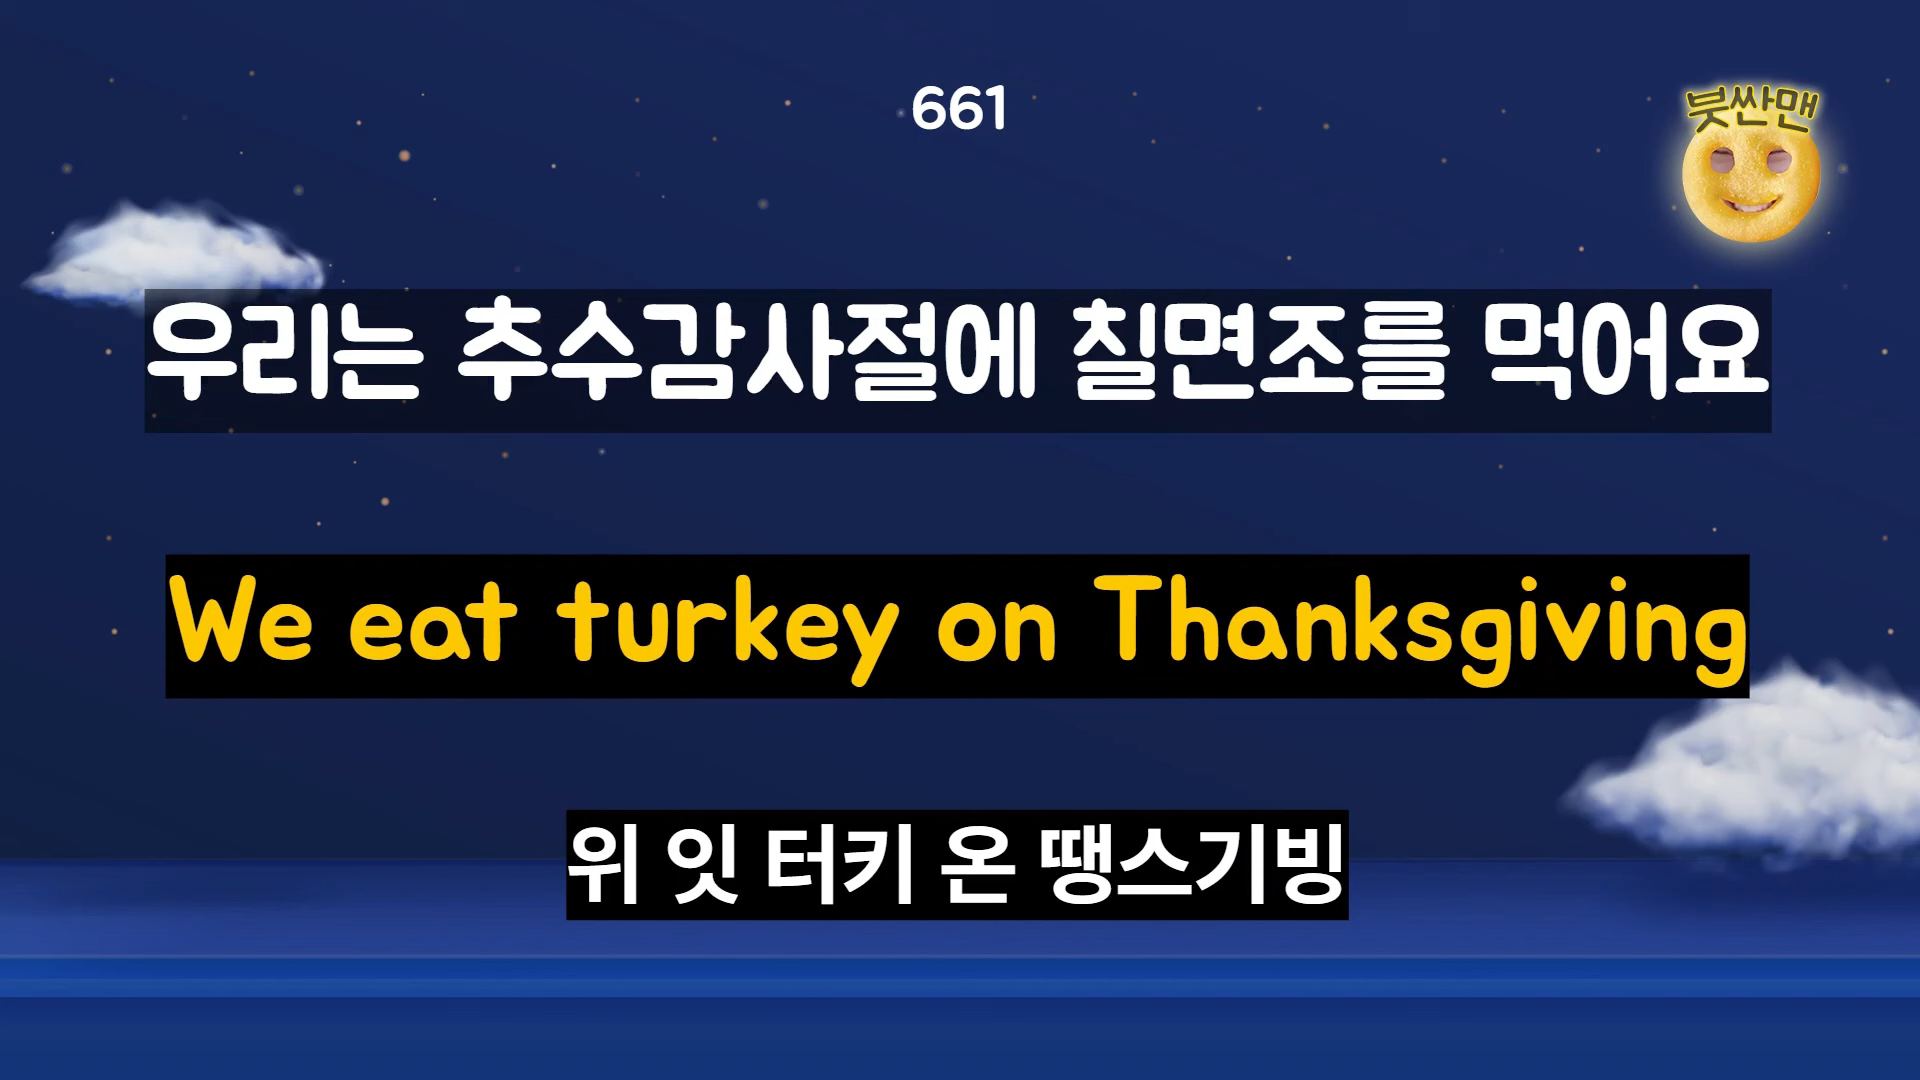 661
붓싼맨
우리는 추수감사절에 칠면조를 먹어요
We eat turkey on Thanksgiving
위 잇 터키 온 땡스기빙